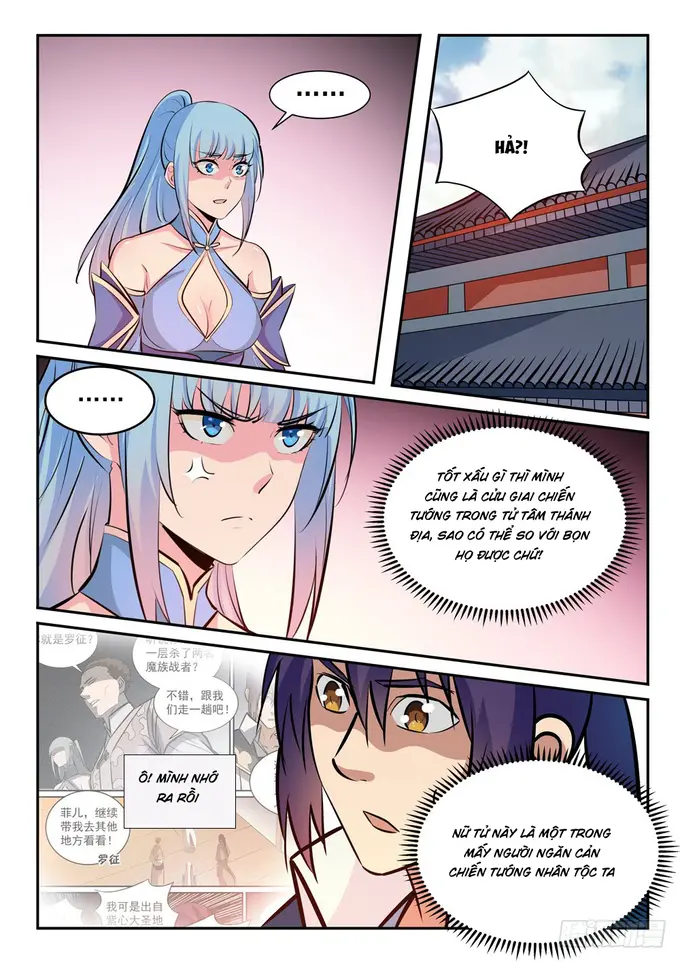 ......
HẢ?!
......
TỐT XẤU GÌ THÌ MÌNH
CŨNG LÀ CỬU GIAI CHIẾN
TƯỚNG TRONG TỬ TÂM THÁNH
ĐỊA, SAO CÓ THỂ SO VỚI BỌN
HỌ ĐƯỢC CHỨ!
就是罗征？
一层杀了两
魔族战者？
不错，跟我
们走一趟吧！
Ồ! MÌNH NHỚ
RA RỒI
菲儿，继续
带我去其他
地方看看！
罗征
我可是出自
紫心大圣地
NỮ TỬ NÀY LÀ MỘT TRONG
MẤY NGƯỜI NGĂN CẢN
CHIẾN TƯỚNG NHÂN TỘC TA